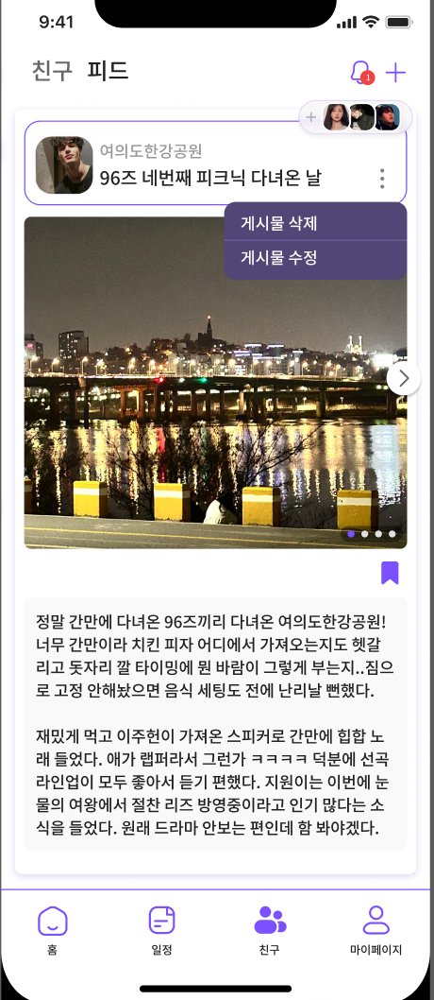 9:41
친구 피드
1
여의도한강공원
96즈 네번째 피크닉 다녀온 날
게시물 삭제
게시물 수정
정말 간만에 다녀온 96즈끼리 다녀온 여의도한강공원!
너무 간만이라 치킨 피자 어디에서 가져오는지도 헷갈
리고 돗자리 깔 타이밍에 뭔 바람이 그렇게 부는지..짐으
로 고정 안해놨으면 음식 세팅도 전에 난리날 뻔했다.
재밌게 먹고 이주헌이 가져온 스피커로 간만에 힙합 노
래 들었다. 애가 랩퍼라서 그런가 ㅋㅋㅋㅋ 덕분에 선곡
라인업이 모두 좋아서 듣기 편했다. 지원이는 이번에 눈
물의 여왕에서 절찬 리즈 방영중이라고 인기 많다는 소
식을 들었다. 원래 드라마 안보는 편인데 함 봐야겠다.
홈 일정 친구 마이페이지